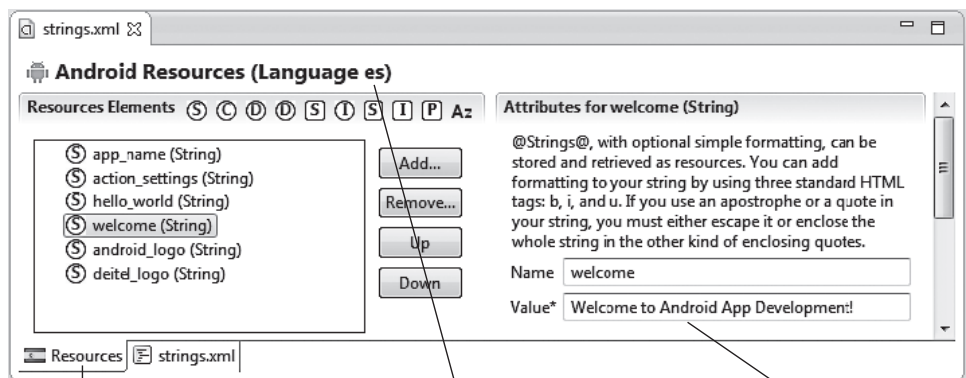 strings.xml
Android Resources (Language es)
Resources Elements S C D D S I S I P Az
S app_name (String)
S action_settings (String)
S hello_world (String)
S welcome (String)
S android_logo (String)
S deitel_logo (String)
Add...
Remove...
Up
Down
Attributes for welcome (String)
@Strings@, with optional simple formatting, can be
stored and retrieved as resources. You can add
formatting to your string by using three standard HTML
tags: b, i, and u. If you use an apostrophe or a quote in
your string, you must either escape it or enclose the
whole string in the other kind of enclosing quotes.
Name welcome
Value* Welcome to Android App Development!
Resources strings.xml